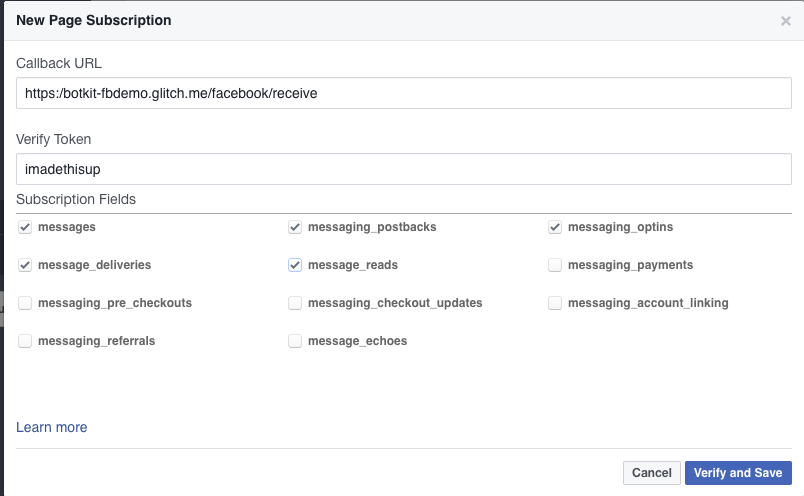 New Page Subscription
Callback URL
https:/botkit-fbdemo.glitch.me/facebook/receive
Verify Token
imadethisup
Subscription Fields
messages messaging_postbacks messaging_optins
message_deliveries message_reads messaging_payments
messaging_pre_checkouts messaging_checkout_updates messaging_account_linking
messaging_referrals message_echoes
Learn more
Cancel Verify and Save